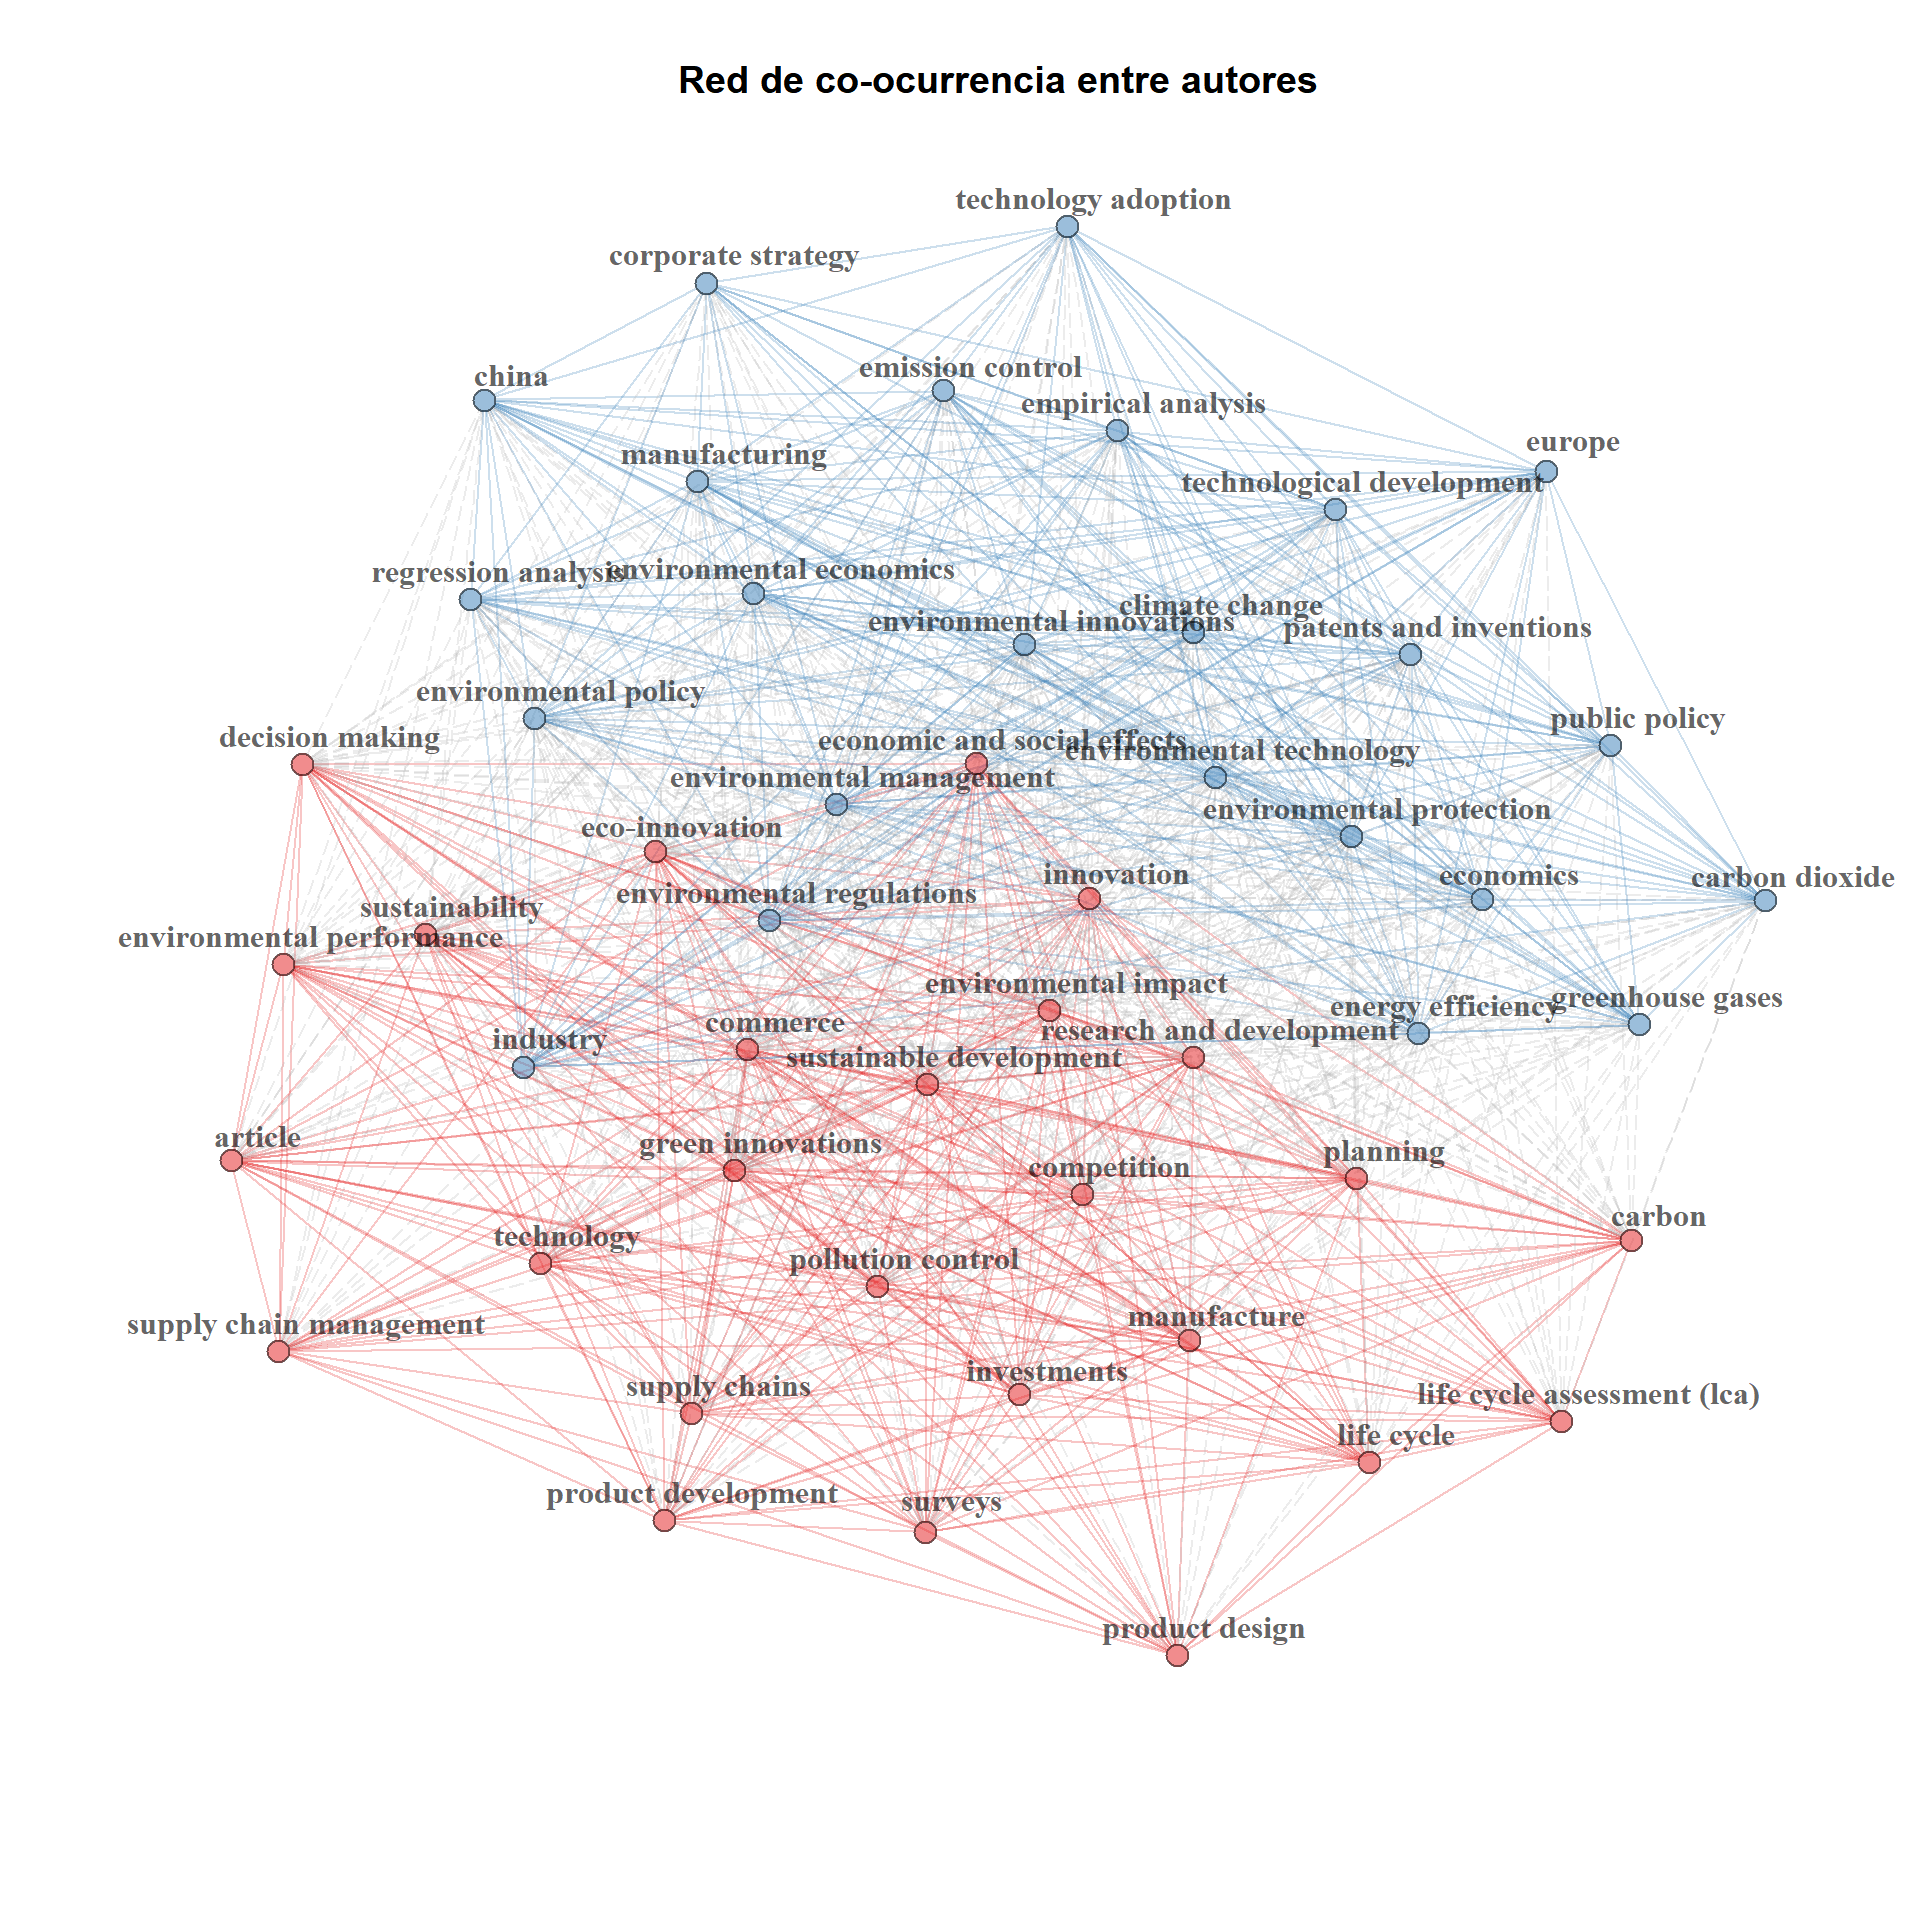 Red de co-ocurrencia entre autores
technology adoption
corporate strategy
emission control
china
empirical analysis
europe
manufacturing
technological development
regression analysis
environmental economics
climate change
environmental innovations
patents and inventions
environmental policy
public policy
decision making
economic and social effects
environmental technology
environmental management
environmental protection
eco-innovation
innovation
economics
carbon dioxide
environmental regulations
sustainability
environmental performance
environmental impact
greenhouse gases
energy efficiency
commerce
research and development
industry
sustainable development
article
green innovations
planning
competition
carbon
technology
pollution control
manufacture
supply chain management
investments
supply chains
life cycle assessment (lca)
life cycle
product development
surveys
product design